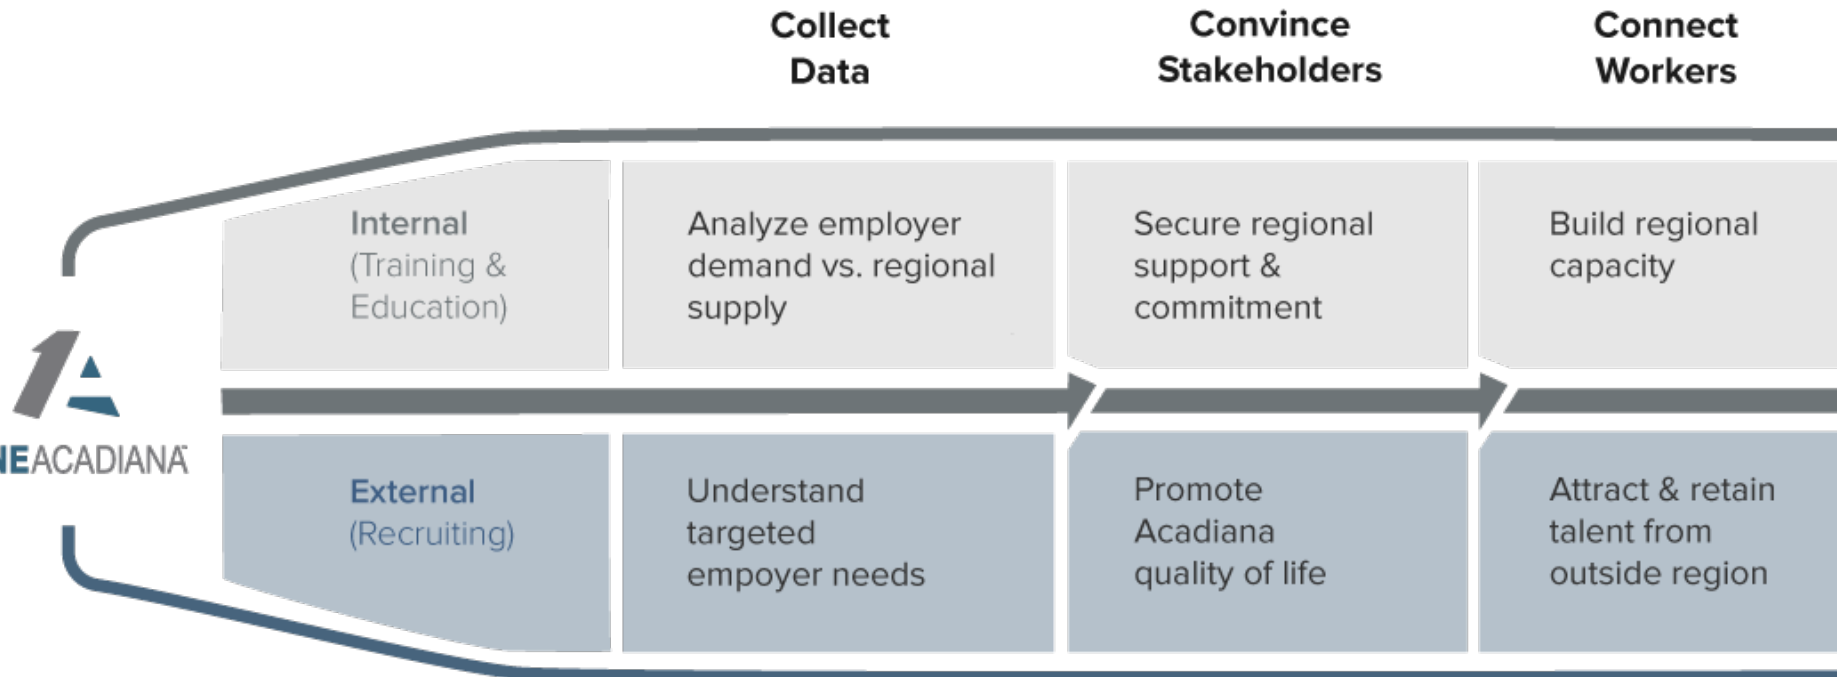 Collect
Data
Convince
Stakeholders
Connect
Workers
Internal
(Training &
Education)
Analyze employer
demand vs. regional
supply
Secure regional
support &
commitment
Build regional
capacity
NEACADIANA
External
(Recruiting)
Understand
targeted
empoyer needs
Promote
Acadiana
quality of life
Attract & retain
talent from
outside region